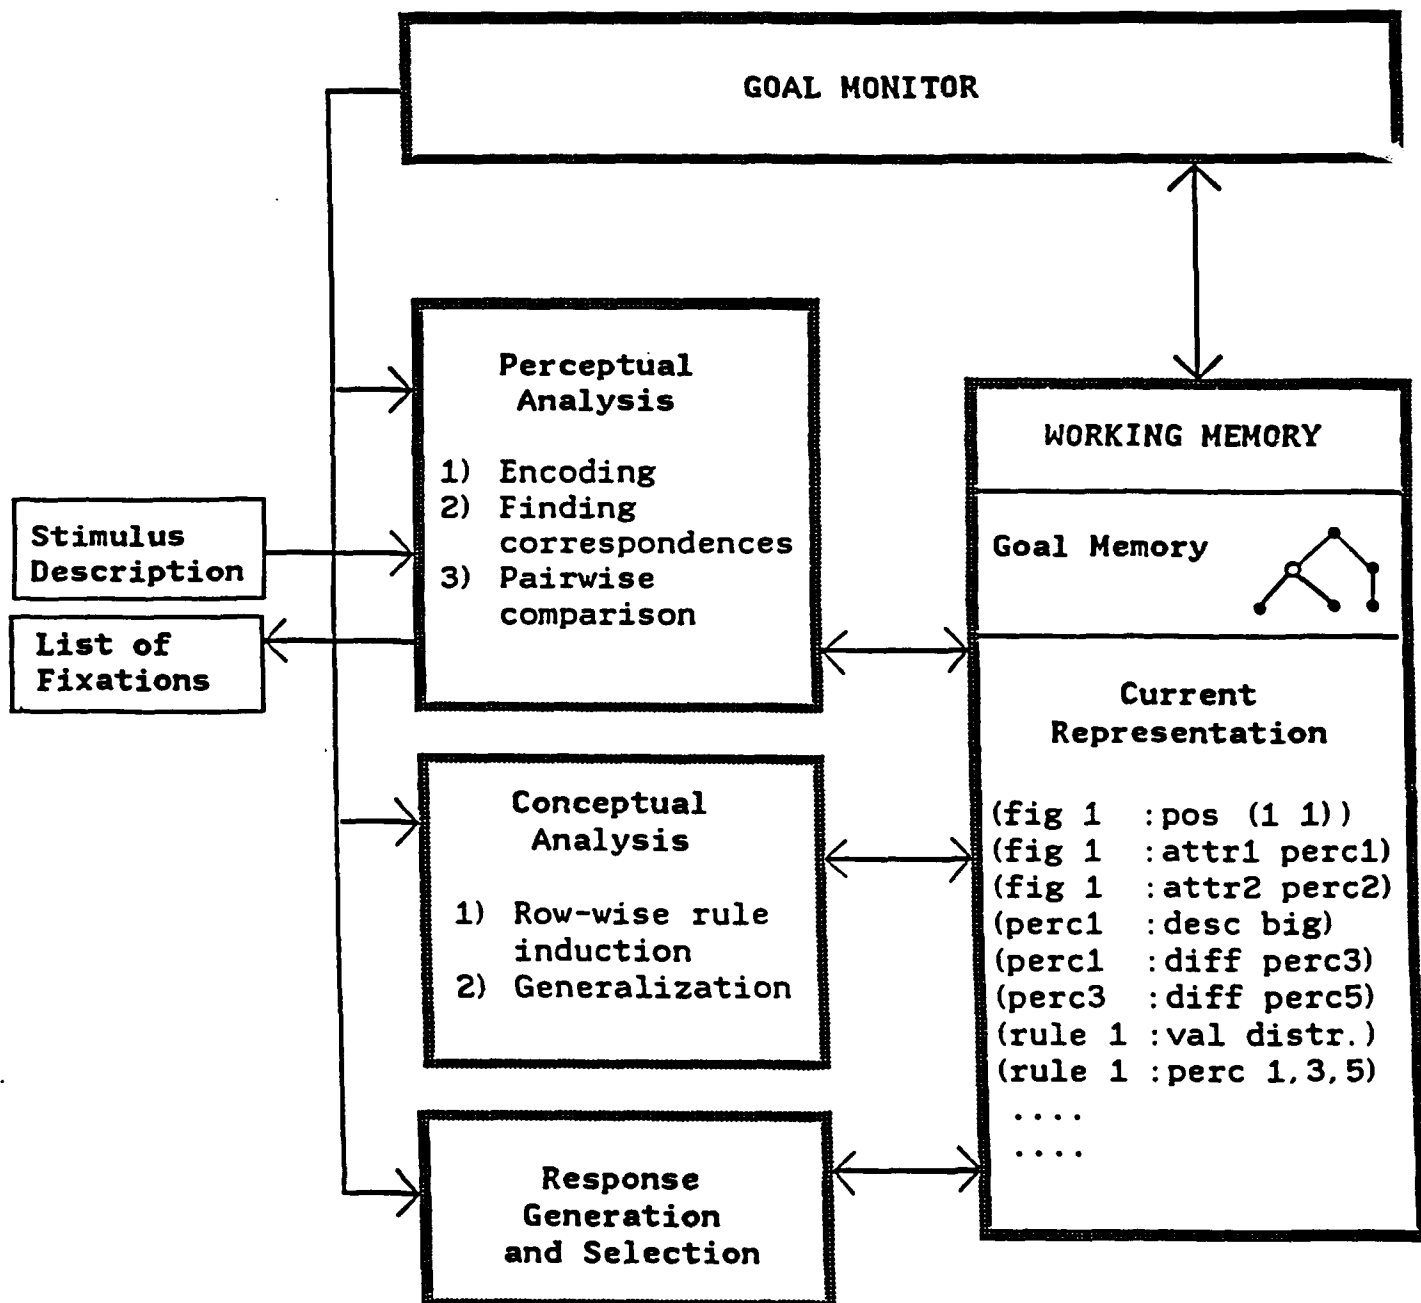 GOAL MONITOR
Perceptual
Analysis
1) Encoding
2) Finding
correspondences
3) Pairwise
comparison
Stimulus
Description
List of
Fixations
Conceptual
Analysis
1) Row-wise rule
induction
2) Generalization
Response
Generation
and Selection
WORKING MEMORY
Goal Memory
Current
Representation
(fig 1 :pos (1 1))
(fig 1 :attr1 perc1)
(fig 1 :attr2 perc2)
(perc1 :desc big)
(perc1 :diff perc3)
(perc3 :diff perc5)
(rule 1 :val distr.)
(rule 1 :perc 1,3,5)
....
....